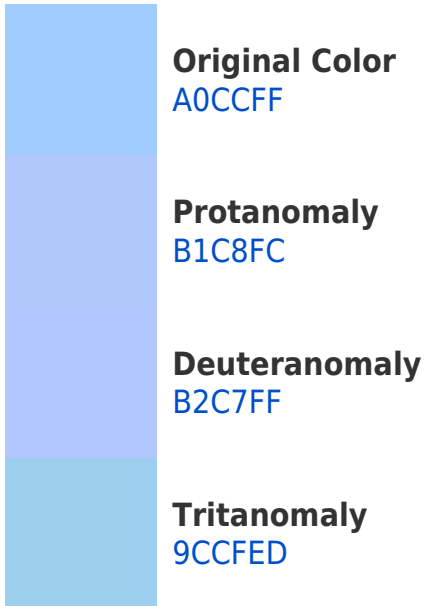 Original Color
A0CCFF
Protanomaly
B1C8FC
Deuteranomaly
B2C7FF
Tritanomaly
9CCFED